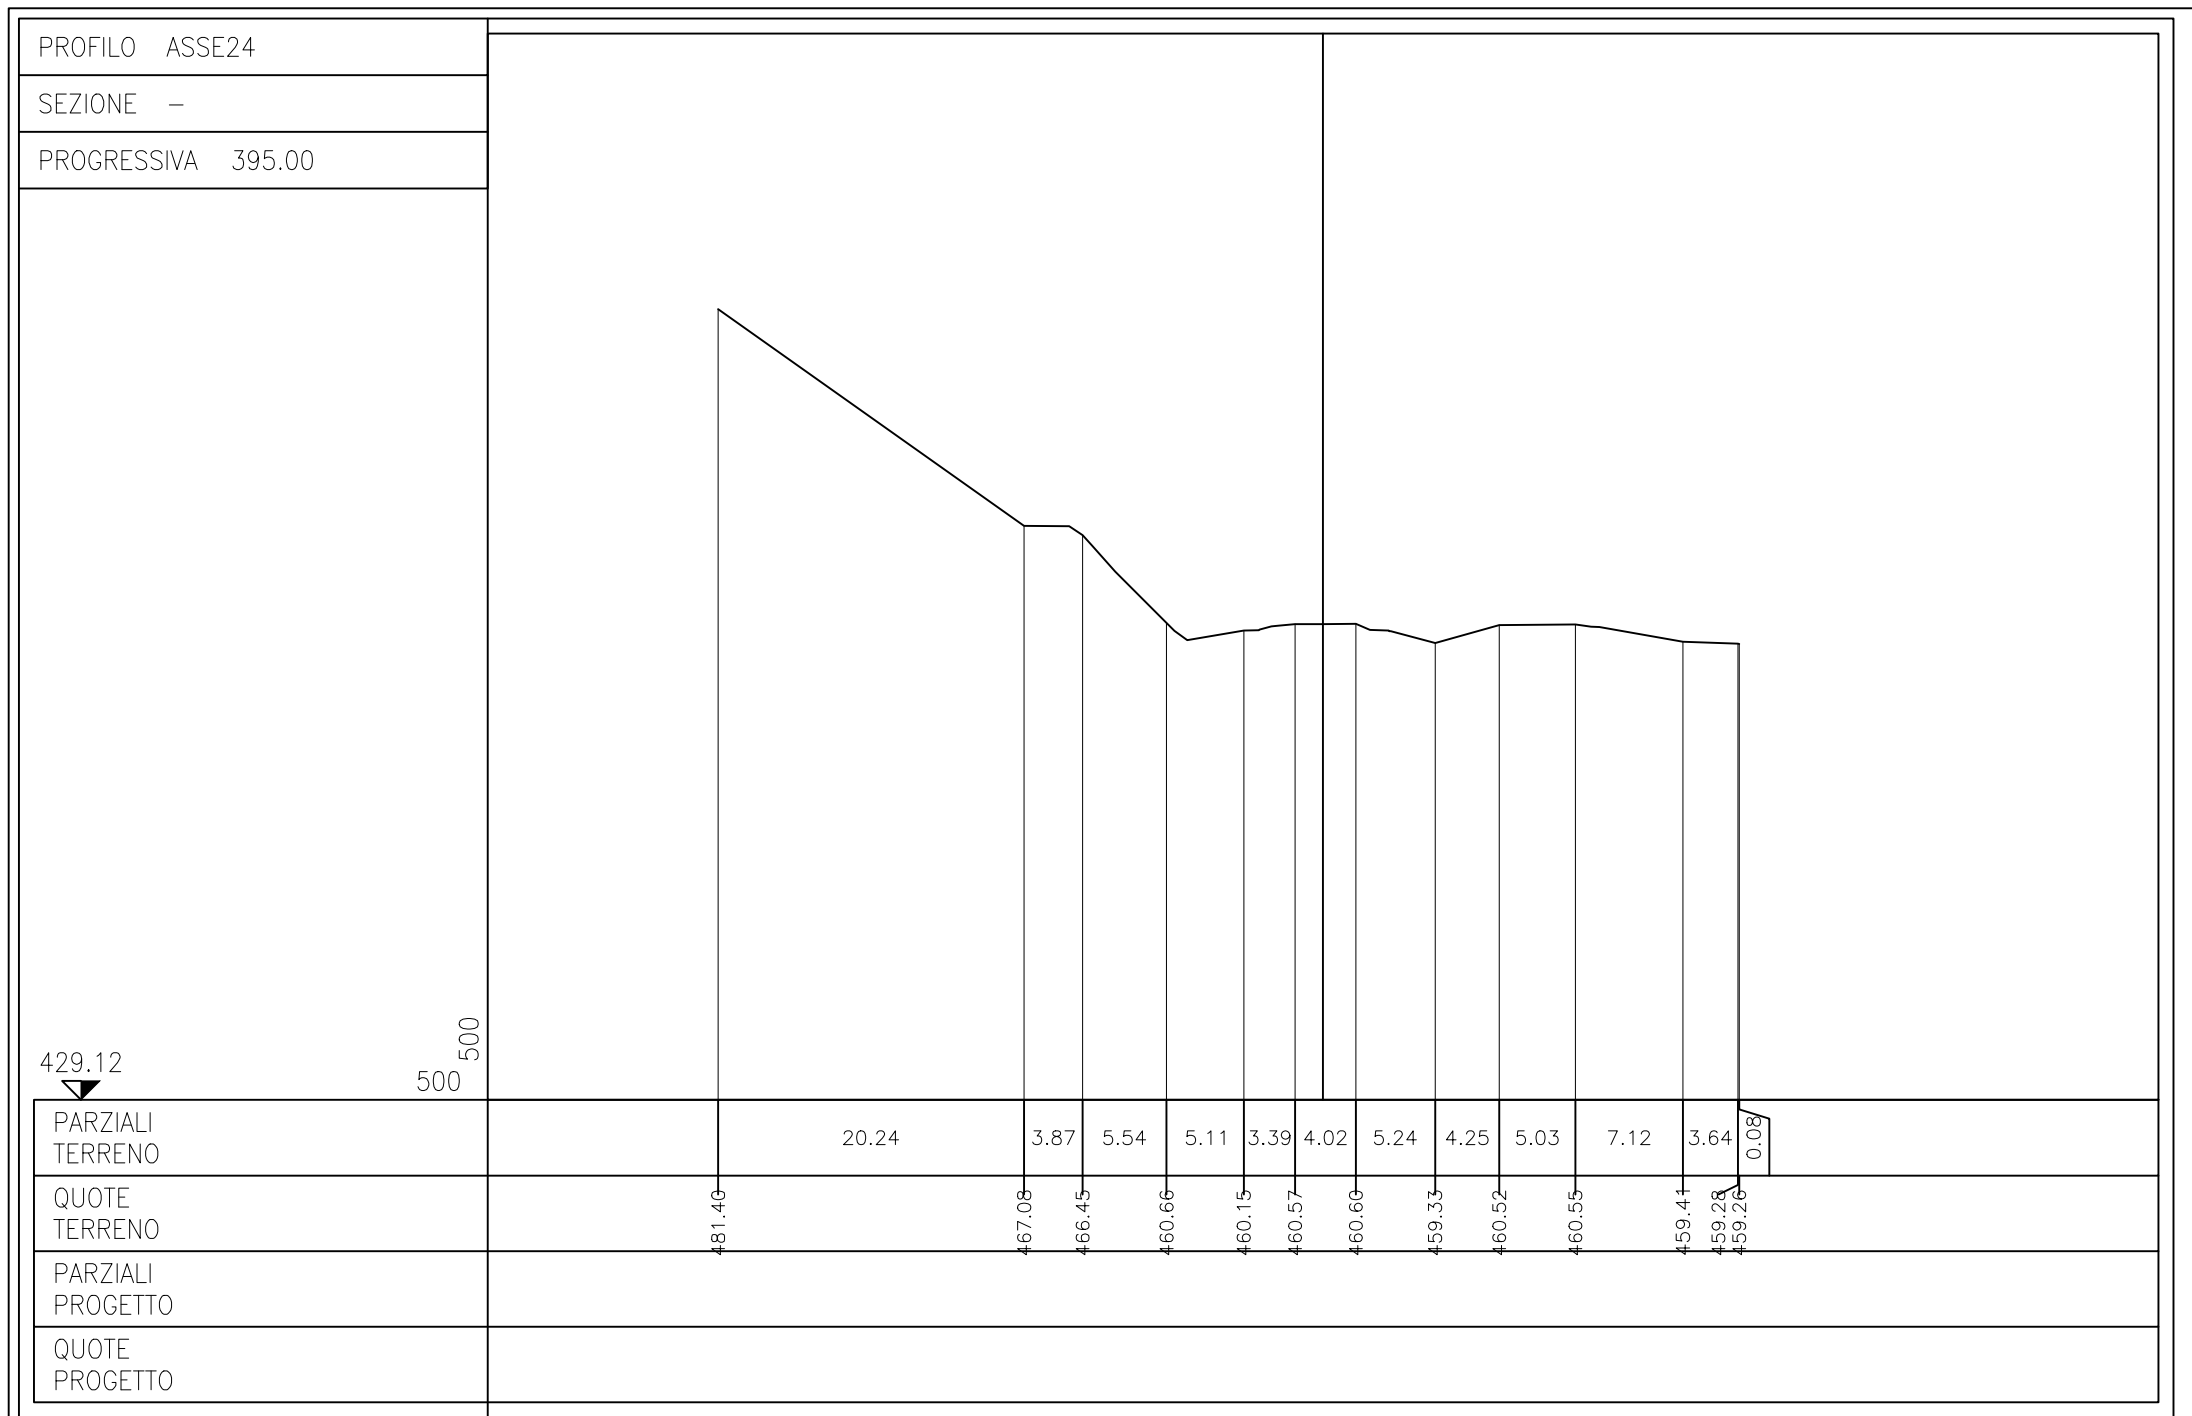 PROFILO ASSE24
SEZIONE –
PROGRESSIVA 395.00
500
429.12
500
PARZIALI
TERRENO
20.24 3.87 5.54 5.11 3.39 4.02 5.24 4.25 5.03 7.12 3.64 0.08
QUOTE
TERRENO
481.40 467.08 466.45 460.66 460.15 460.57 460.60 459.33 460.52 460.55 459.41 459.28 459.26
PARZIALI
PROGETTO
QUOTE
PROGETTO